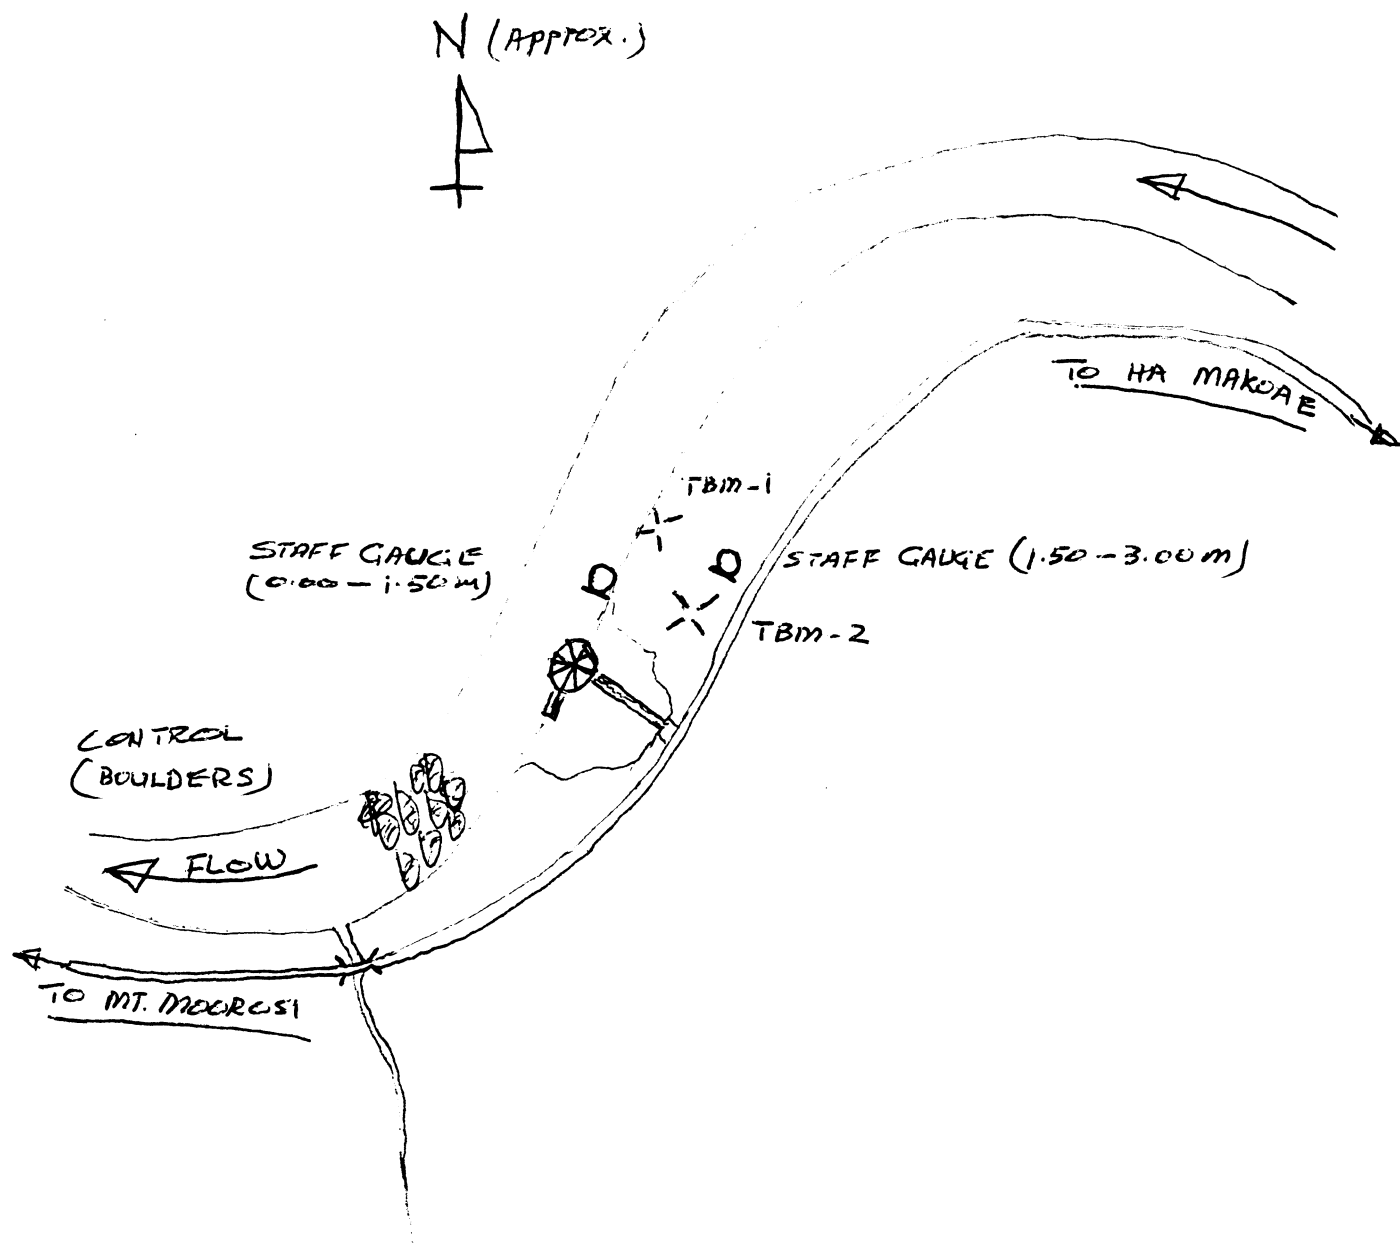 N (APPROX.)
TO HA MAKOAE
TBM-1
STAFF GAUGE
(0.00 - 1.50m)
STAFF GAUGE (1.50 - 3.00m)
TBM-2
CONTROL
(BOULDERS)
FLOW
TO MT. MOOROSI